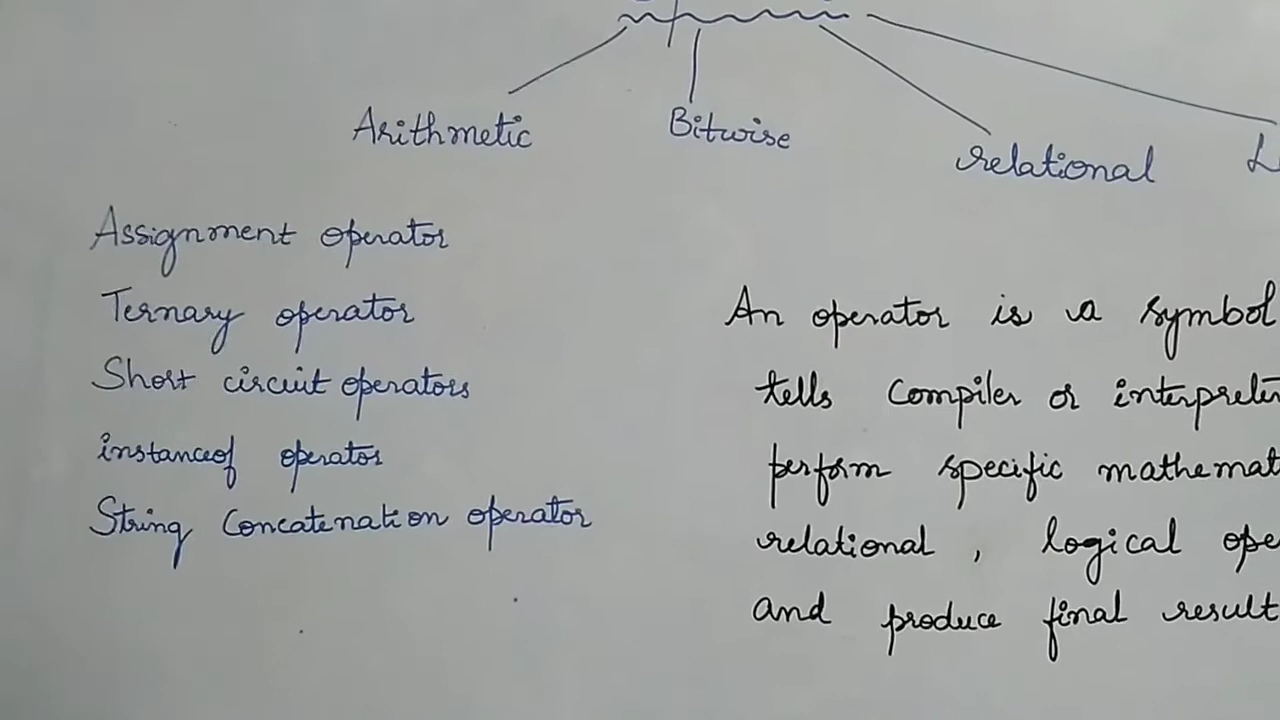 Arithmetic
Bitwise
relational
Assignment operator
Ternary operator
Short circuit operators
instanceof operator
String Concatenation operator
An operator is a symbol
tells Compiler or
perform specific
relational , logical
and produce final result